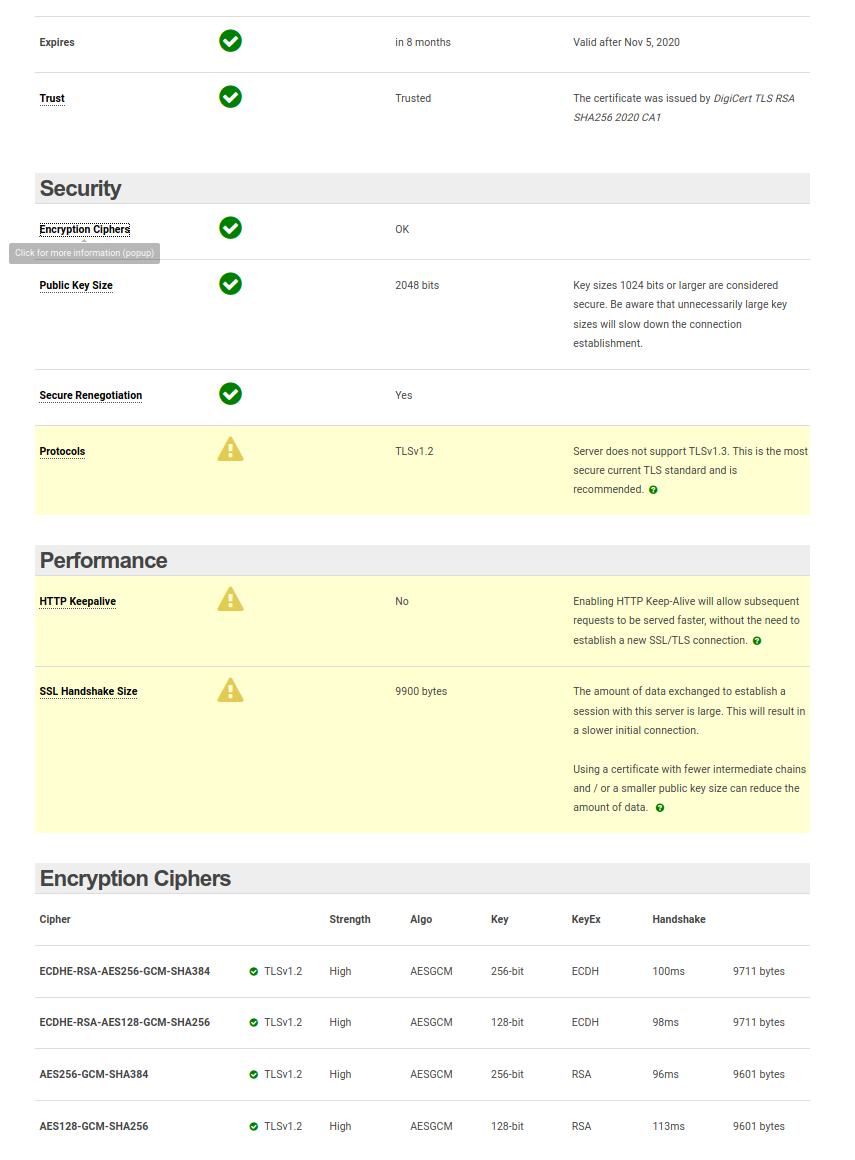 Expires in 8 months Valid after Nov 5, 2020
Trust Trusted The certificate was issued by DigiCert TLS RSA
SHA256 2020 CA1
Security
Encryption Ciphers OK
Click for more information (popup)
Public Key Size 2048 bits Key sizes 1024 bits or larger are considered
secure. Be aware that unnecessarily large key
sizes will slow down the connection
establishment.
Secure Renegotiation Yes
Protocols TLSv1.2 Server does not support TLSv1.3. This is the most
secure current TLS standard and is
recommended.
Performance
HTTP Keepalive No Enabling HTTP Keep-Alive will allow subsequent
requests to be served faster, without the need to
establish a new SSL/TLS connection.
SSL Handshake Size 9900 bytes The amount of data exchanged to establish a
session with this server is large. This will result in
a slower initial connection.
Using a certificate with fewer intermediate chains
and / or a smaller public key size can reduce the
amount of data.
Encryption Ciphers
Cipher Strength Algo Key KeyEx Handshake
ECDHE-RSA-AES256-GCM-SHA384 TLSv1.2 High AESGCM 256-bit ECDH 100ms 9711 bytes
ECDHE-RSA-AES128-GCM-SHA256 TLSv1.2 High AESGCM 128-bit ECDH 98ms 9711 bytes
AES256-GCM-SHA384 TLSv1.2 High AESGCM 256-bit RSA 96ms 9601 bytes
AES128-GCM-SHA256 TLSv1.2 High AESGCM 128-bit RSA 113ms 9601 bytes